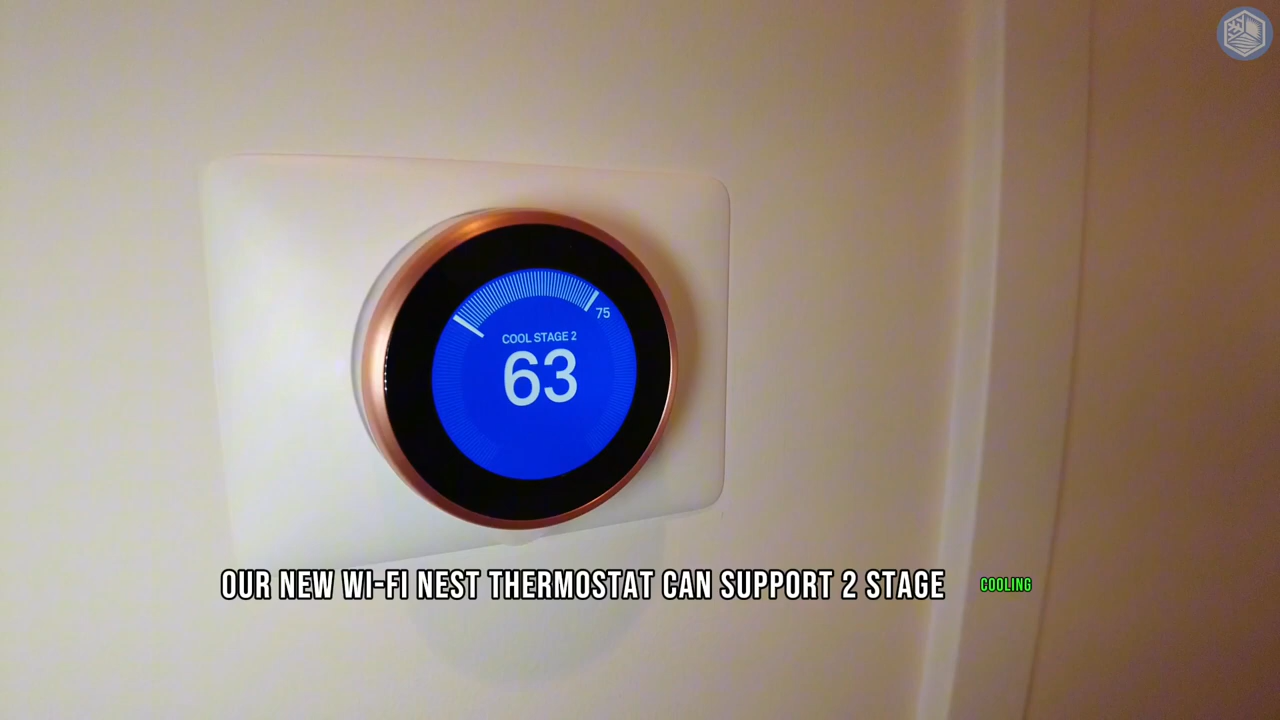 75
COOL STAGE 2
63
OUR NEW WI-FI NEST THERMOSTAT CAN SUPPORT 2 STAGE COOLING